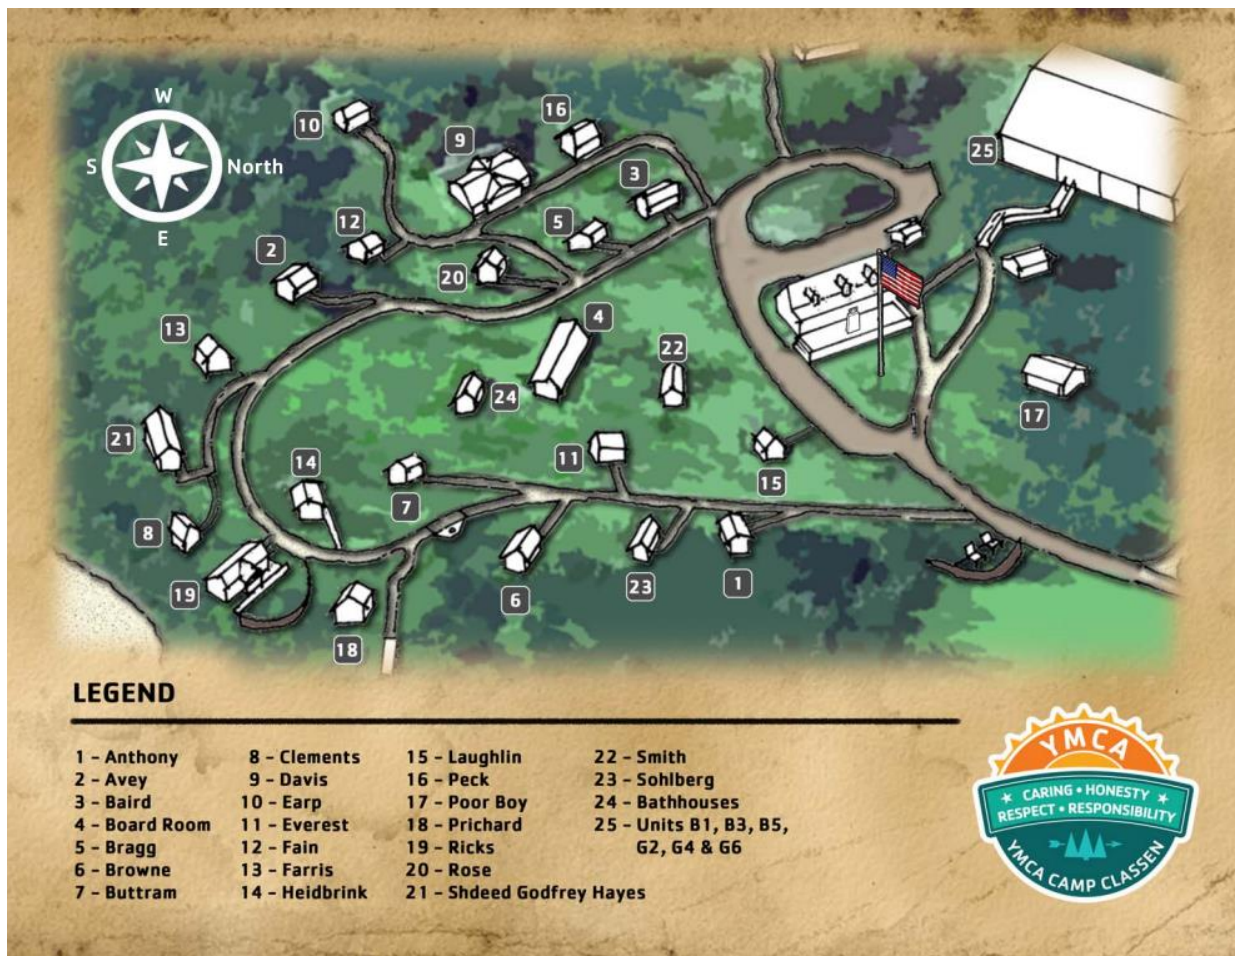 W
S
North
E
10
16
9
3
25
12
5
2
20
13
4
22
24
17
21
14
11
15
7
8
19
6
23
1
18
LEGEND
1 – Anthony
2 – Avey
3 – Baird
4 – Board Room
5 – Bragg
6 – Browne
7 – Buttram
8 – Clements
9 – Davis
10 – Earp
11 – Everest
12 – Fain
13 – Farris
14 – Heidbrink
15 – Laughlin
16 – Peck
17 – Poor Boy
18 – Prichard
19 – Ricks
20 – Rose
21 – Shdeed Godfrey Hayes
22 – Smith
23 – Sohlberg
24 – Bathhouses
25 – Units B1, B3, B5,
G2, G4 & G6
YMCA
CARING • HONESTY
RESPECT • RESPONSIBILITY
YMCA CAMP CLASSEN